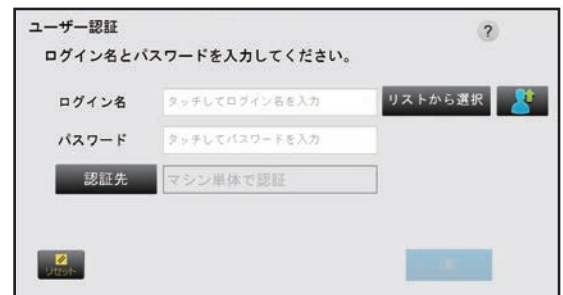 ユーザー認証
?
ログイン名とパスワードを入力してください。
ログイン名 タッチしてログイン名を入力 リストから選択
パスワード タッチしてパスワードを入力
認証先 マシン単体で認証
リセット
OK